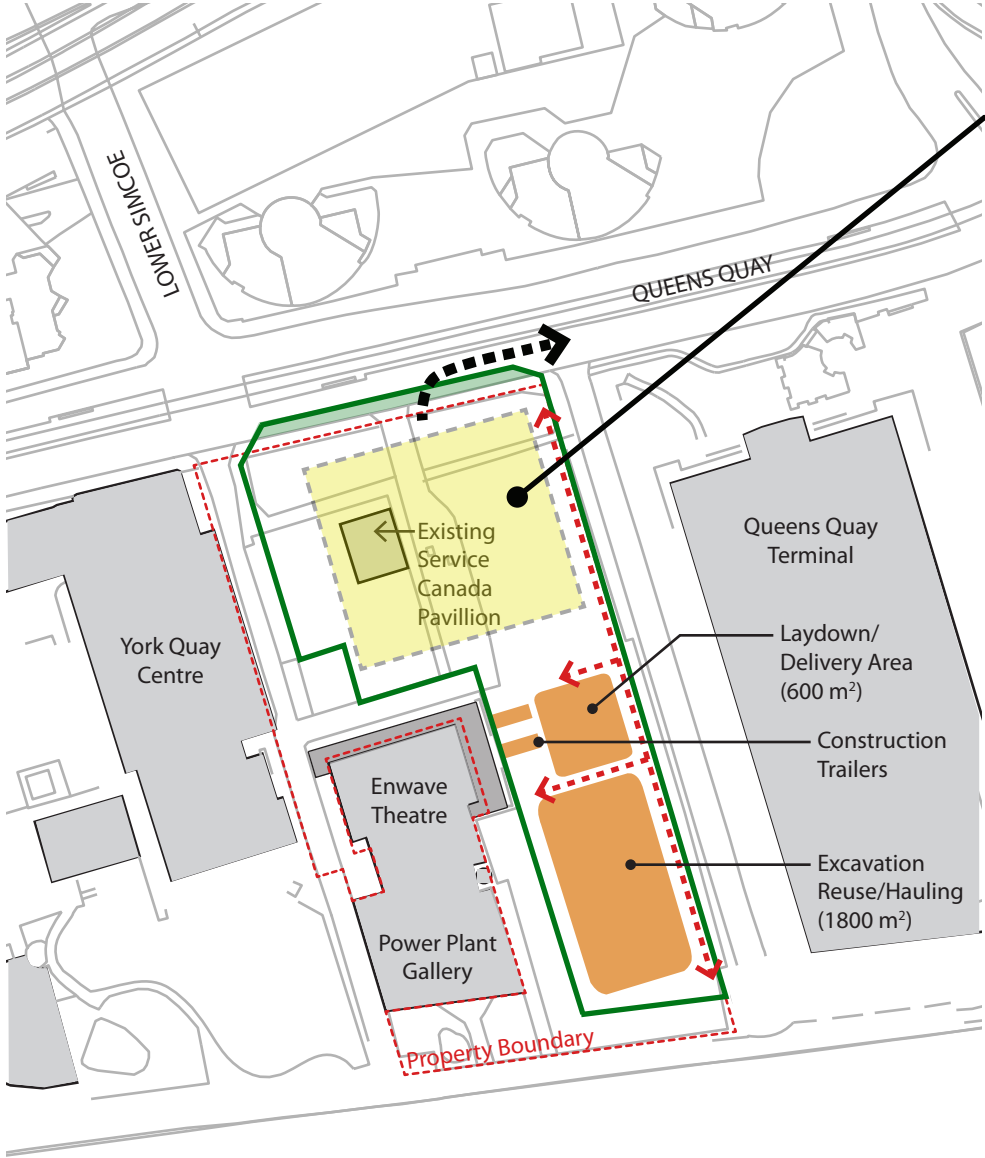 LOWER SIMCOE
QUEENS QUAY
Existing
Service
Canada
Pavillion
Queens Quay
Terminal
York Quay
Centre
Laydown/
Delivery Area
(600 m²)
Construction
Trailers
Enwave
Theatre
Excavation
Reuse/Hauling
(1800 m²)
Power Plant
Gallery
Property Boundary